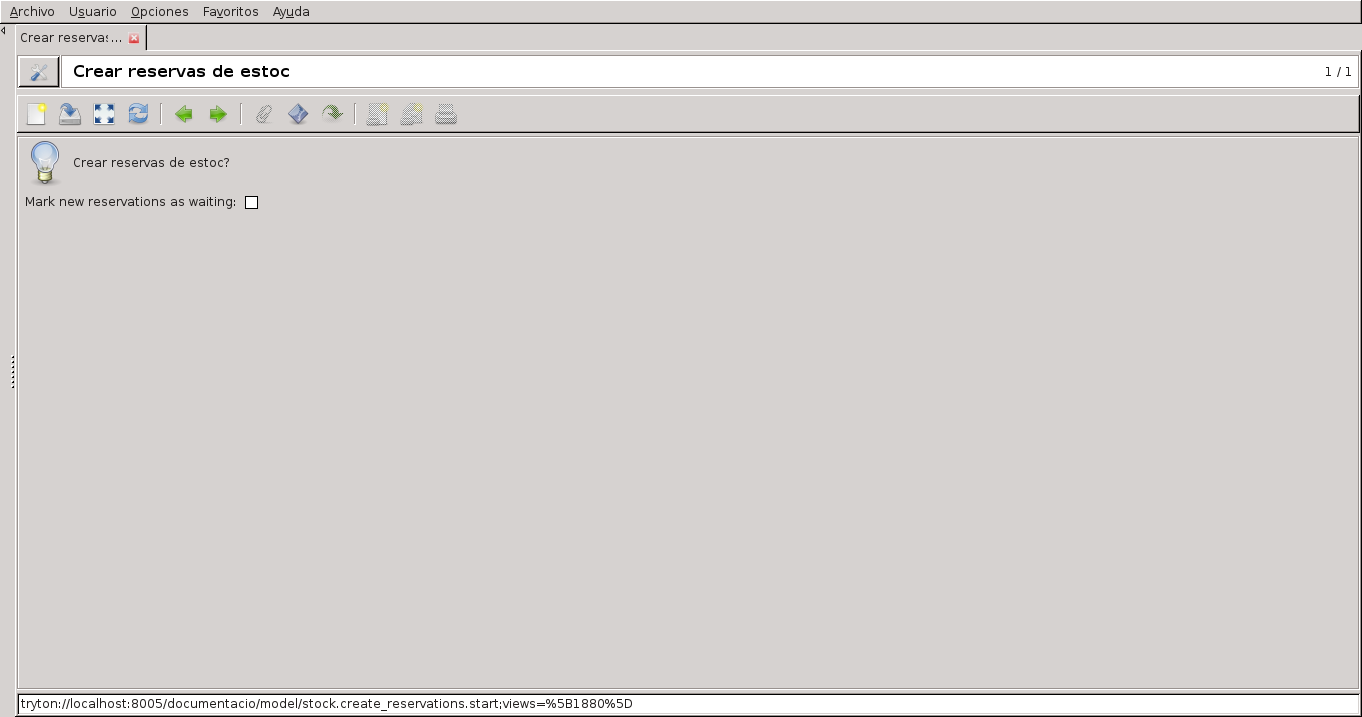 Archivo Usuario Opciones Favoritos Ayuda
Crear reservas...
Crear reservas de estoc 1 / 1
Crear reservas de estoc?
Mark new reservations as waiting:
tryton://localhost:8005/documentacio/model/stock.create_reservations.start;views=%5B1880%5D